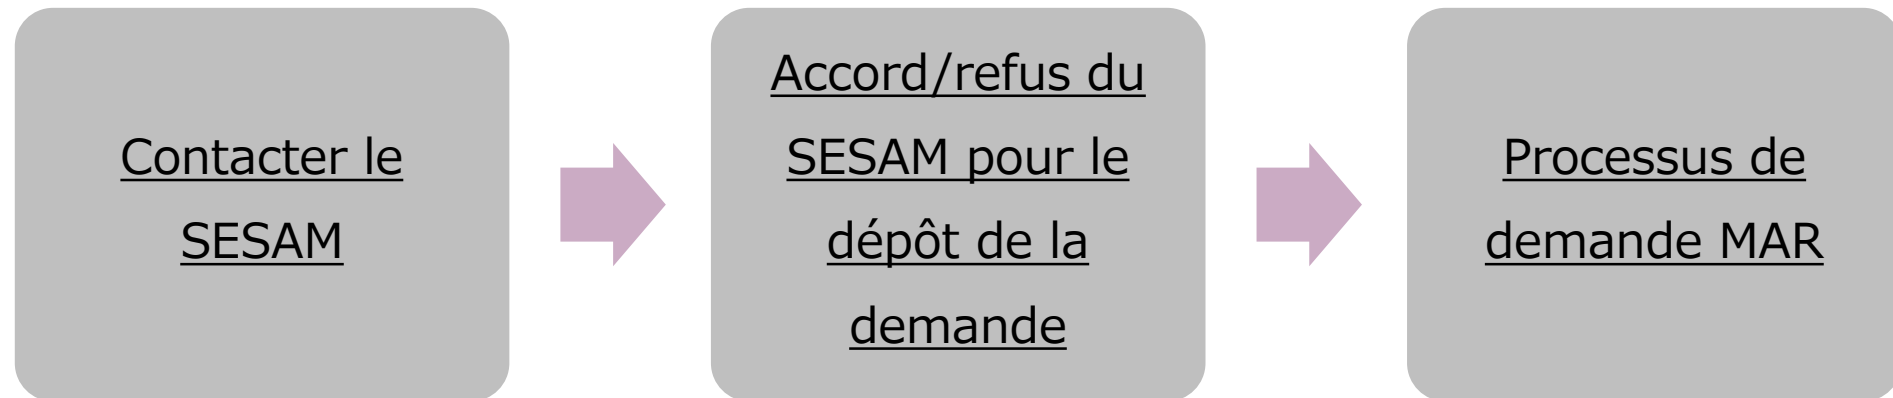 Contacter le
SESAM
Accord/refus du
SESAM pour le
dépôt de la
demande
Processus de
demande MAR